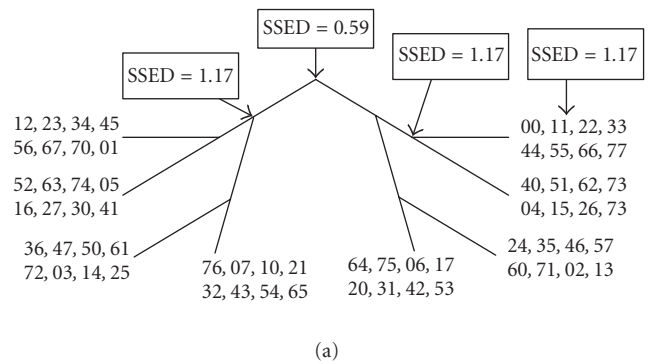 SSED = 0.59
SSED = 1.17
SSED = 1.17
SSED = 1.17
12, 23, 34, 45
56, 67, 70, 01
00, 11, 22, 33
44, 55, 66, 77
52, 63, 74, 05
16, 27, 30, 41
40, 51, 62, 73
04, 15, 26, 73
36, 47, 50, 61
72, 03, 14, 25
76, 07, 10, 21
32, 43, 54, 65
64, 75, 06, 17
20, 31, 42, 53
24, 35, 46, 57
60, 71, 02, 13
(a)